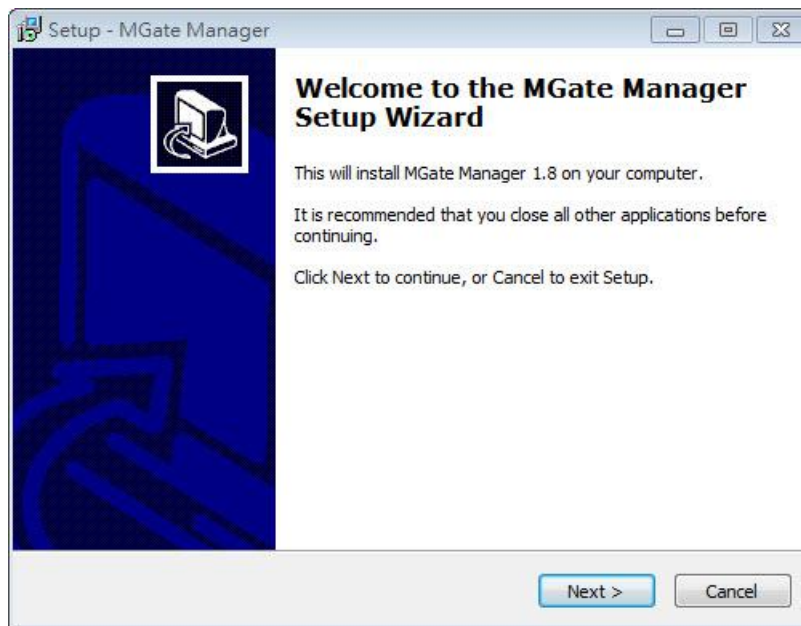 Setup - MGate Manager
Welcome to the MGate Manager
Setup Wizard
This will install MGate Manager 1.8 on your computer.
It is recommended that you close all other applications before
continuing.
Click Next to continue, or Cancel to exit Setup.
Next >
Cancel